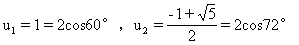 u₁=1=2cos60° , u₂=(-1+√5)/2=2cos72°